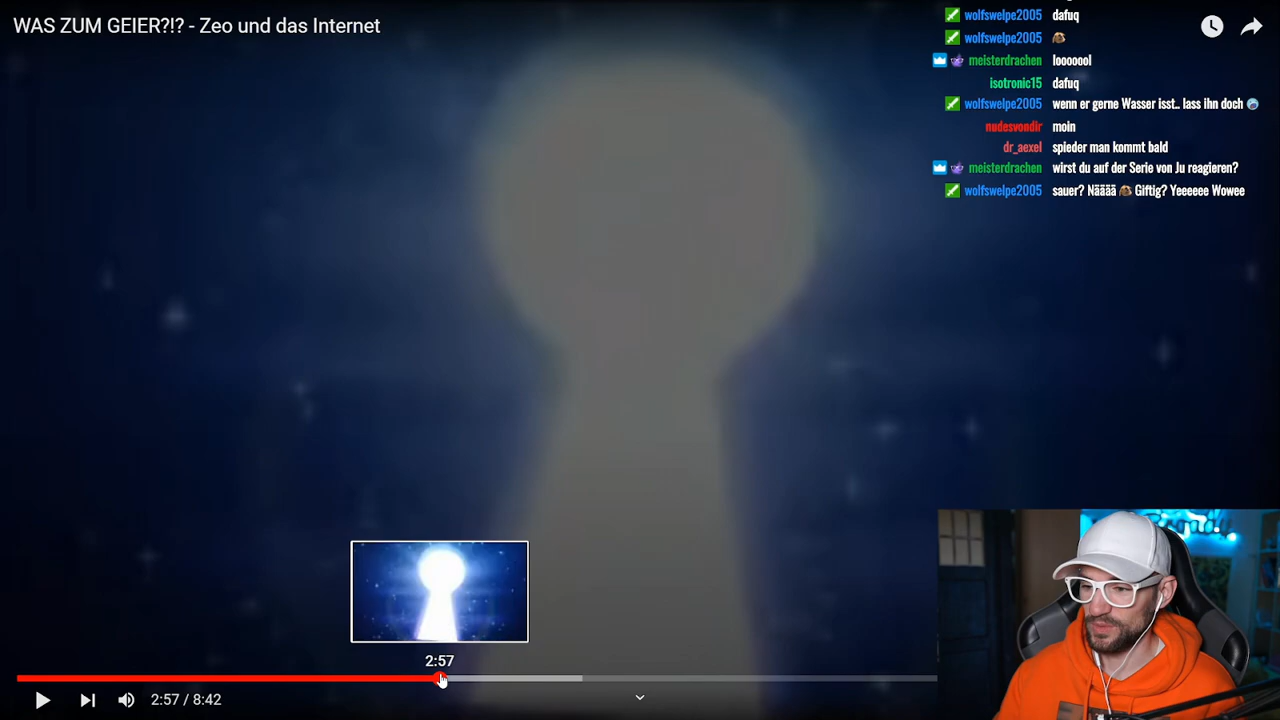 WAS ZUM GEIER?!? - Zeo und das Internet
wolfswelpe2005 dafuq
wolfswelpe2005
meisterdrachen looooool
isotronic15 dafuq
wolfswelpe2005 wenn er gerne Wasser isst.. lass ihn doch
nudesvondir moin
dr_aexel spieder man kommt bald
meisterdrachen wirst du auf der Serie von Ju reagieren?
wolfswelpe2005 sauer? Nääää Giftig? Yeeeeee Wowee
2:57
2:57 / 8:42